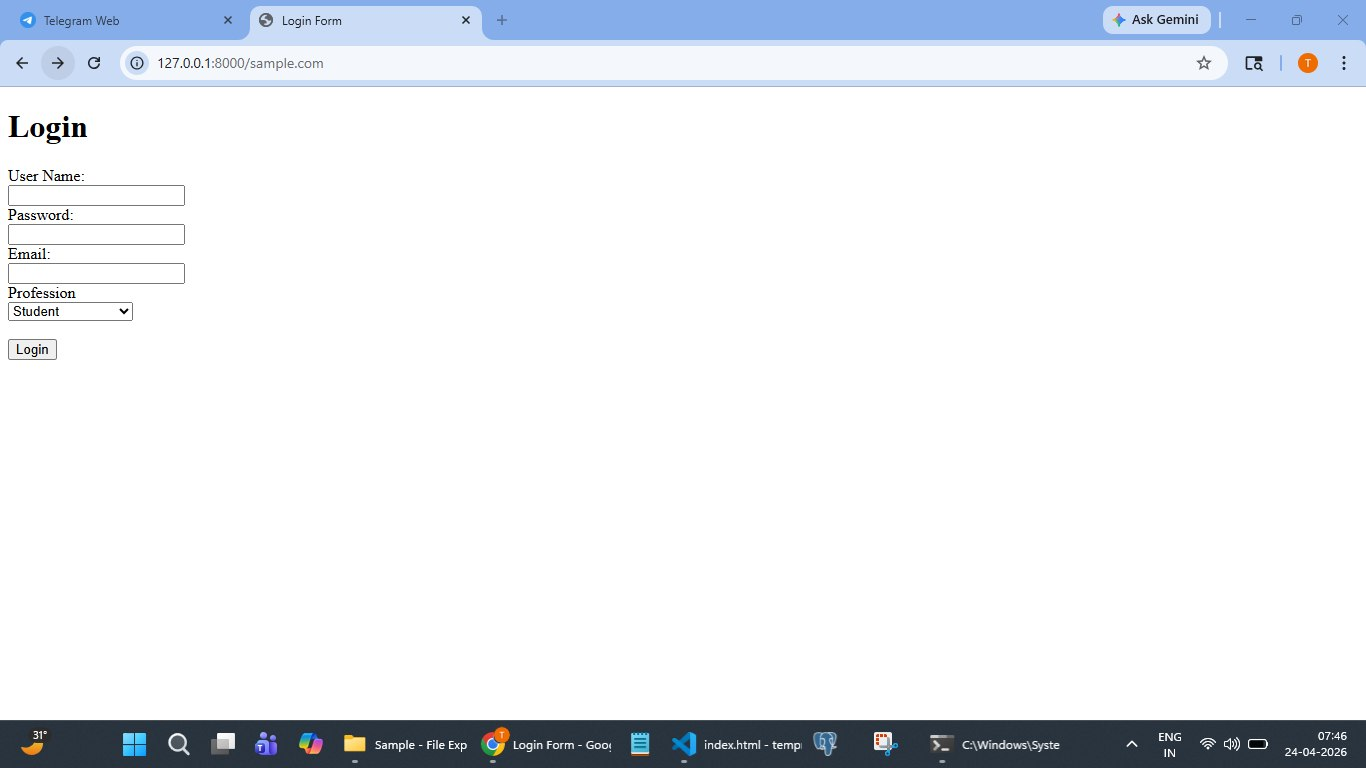 Telegram Web
Login Form
Ask Gemini
127.0.0.1:8000/sample.com
T
Login
User Name:
Password:
Email:
Profession
Student
Login
31°
T
Sample - File Exp
T
Login Form - Goog
index.html - temp
C:\Windows\Syste
ENG
IN
07:46
24-04-2026